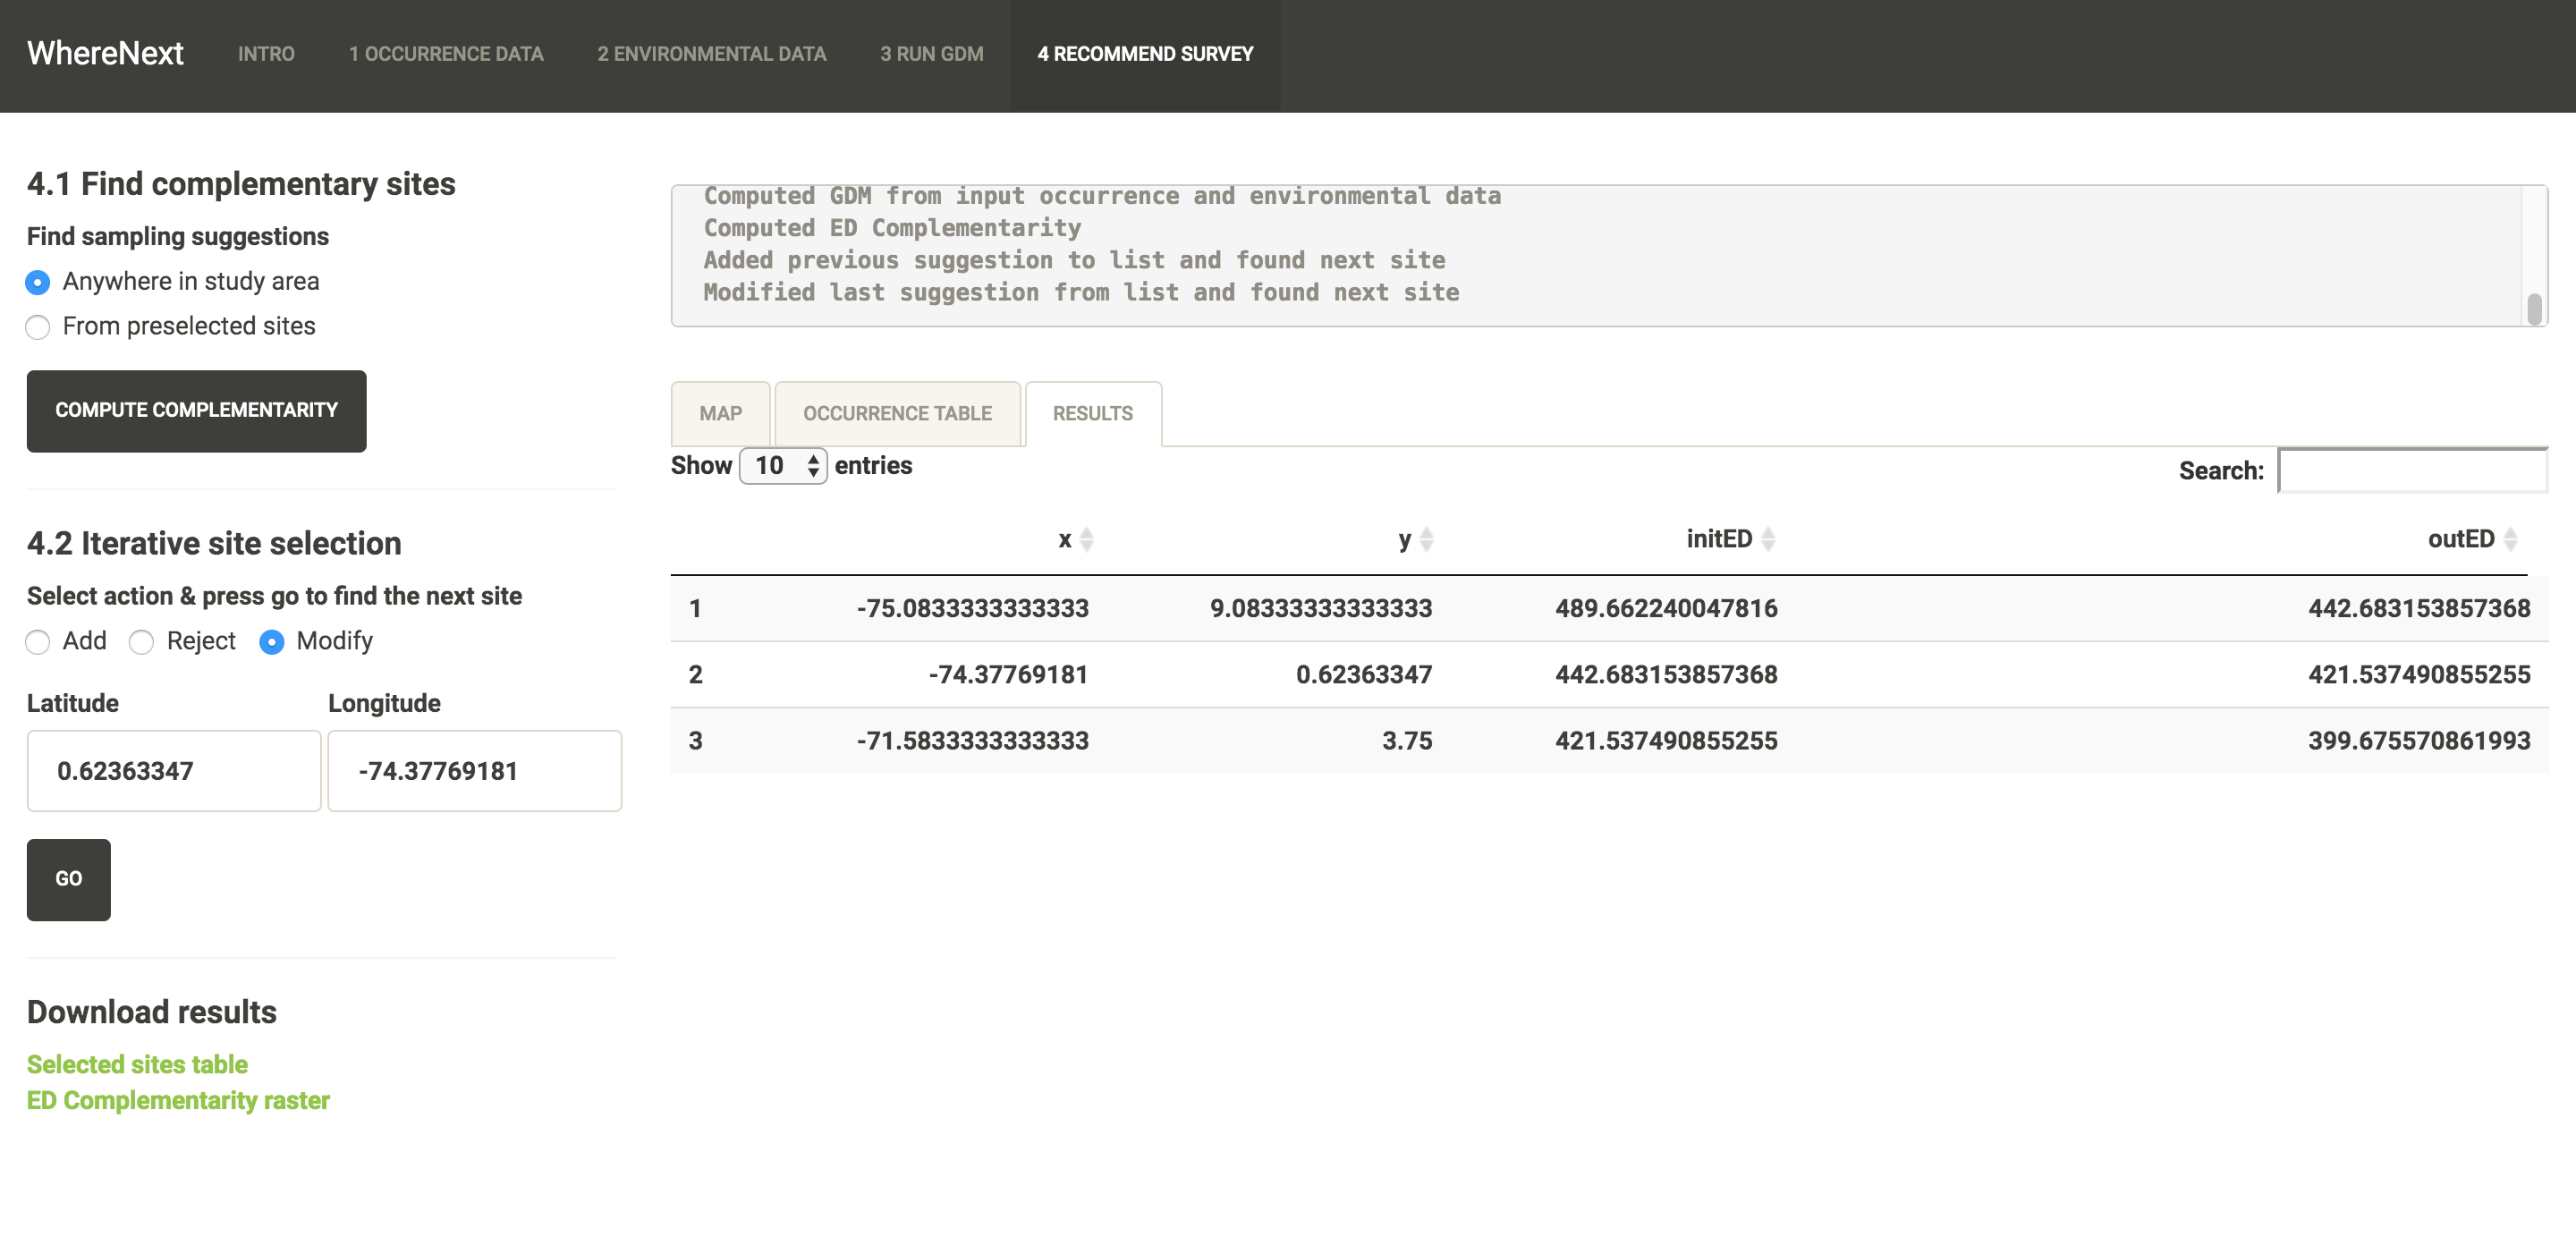 WhereNext INTRO 1 OCCURRENCE DATA 2 ENVIRONMENTAL DATA 3 RUN GDM 4 RECOMMEND SURVEY
4.1 Find complementary sites
Find sampling suggestions
Anywhere in study area
From preselected sites
COMPUTE COMPLEMENTARITY
4.2 Iterative site selection
Select action & press go to find the next site
Add Reject Modify
Latitude Longitude
0.62363347 -74.37769181
GO
Download results
Selected sites table
ED Complementarity raster
Computed GDM from input occurrence and environmental data
Computed ED Complementarity
Added previous suggestion to list and found next site
Modified last suggestion from list and found next site
MAP OCCURRENCE TABLE RESULTS
Show 10 entries Search:
x y initED outED
1 -75.0833333333333 9.08333333333333 489.662240047816 442.683153857368
2 -74.37769181 0.62363347 442.683153857368 421.537490855255
3 -71.5833333333333 3.75 421.537490855255 399.675570861993